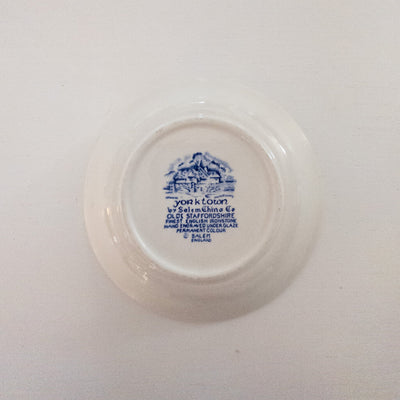 yorktown
by Salem China Co
OLDE STAFFORDSHIRE
FINEST ENGLISH IRONSTONE
HAND ENGRAVED UNDER GLAZE
PERMANENT COLOUR
© SALEM
ENGLAND